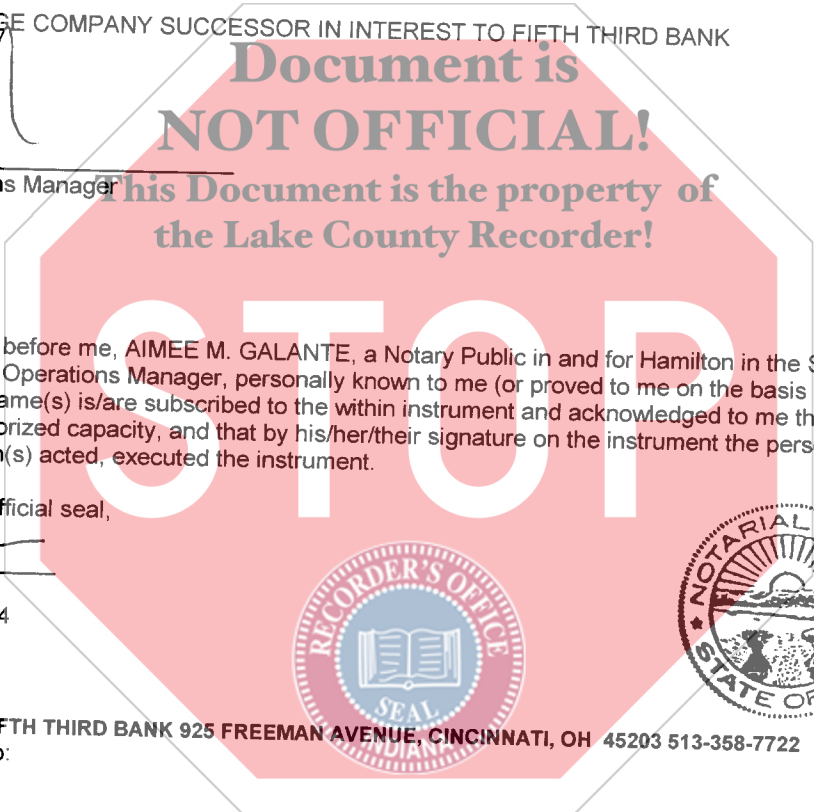 GE COMPANY SUCCESSOR IN INTEREST TO FIFTH THIRD BANK
Document is
NOT OFFICIAL!
s Manager
This Document is the property of
the Lake County Recorder!
STOP
before me, AIMEE M. GALANTE, a Notary Public in and for Hamilton in the S
Operations Manager, personally known to me (or proved to me on the basis
ame(s) is/are subscribed to the within instrument and acknowledged to me th
orized capacity, and that by his/her/their signature on the instrument the pers
(s) acted, executed the instrument.
fficial seal,
NOTARIAL
STATE OF
RECORDER'S OFFICE
SEAL
INDIANA
4
FTH THIRD BANK 925 FREEMAN AVENUE, CINCINNATI, OH 45203 513-358-7722
o: